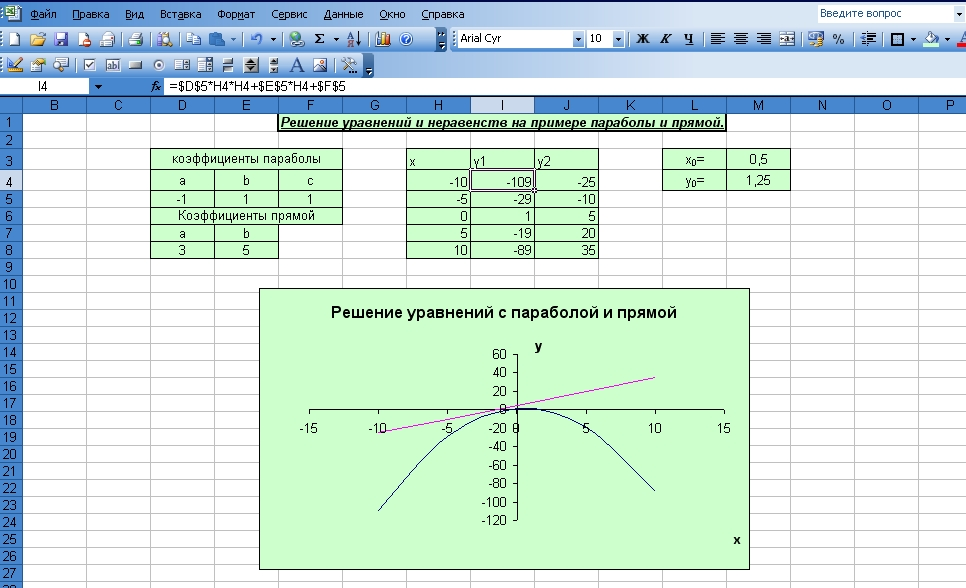 Файл Правка Вид Вставка Формат Сервис Данные Окно Справка Введите вопрос
Arial Cyr 10 Ж К Ч %
I4 fx =$D$5*H4*H4+$E$5*H4+$F$5
B C D E F G H I J K L M N O P
1 Решение уравнений и неравенств на примере параболы и прямой.
2
3 коэффициенты параболы x y1 y2 x₀= 0,5
4 a b c -10 -109 -25 y₀= 1,25
5 -1 1 1 -5 -29 -10
6 Коэффициенты прямой 0 1 5
7 a b 5 -19 20
8 3 5 10 -89 35
9
10
11
12 Решение уравнений с параболой и прямой
13
14 y
60
15
40
16
20
17
0
18
-15 -10 -5 0 5 10 15
-20
19
-40
20
-60
21
-80
22
-100
23
-120
24
25 x
26
27